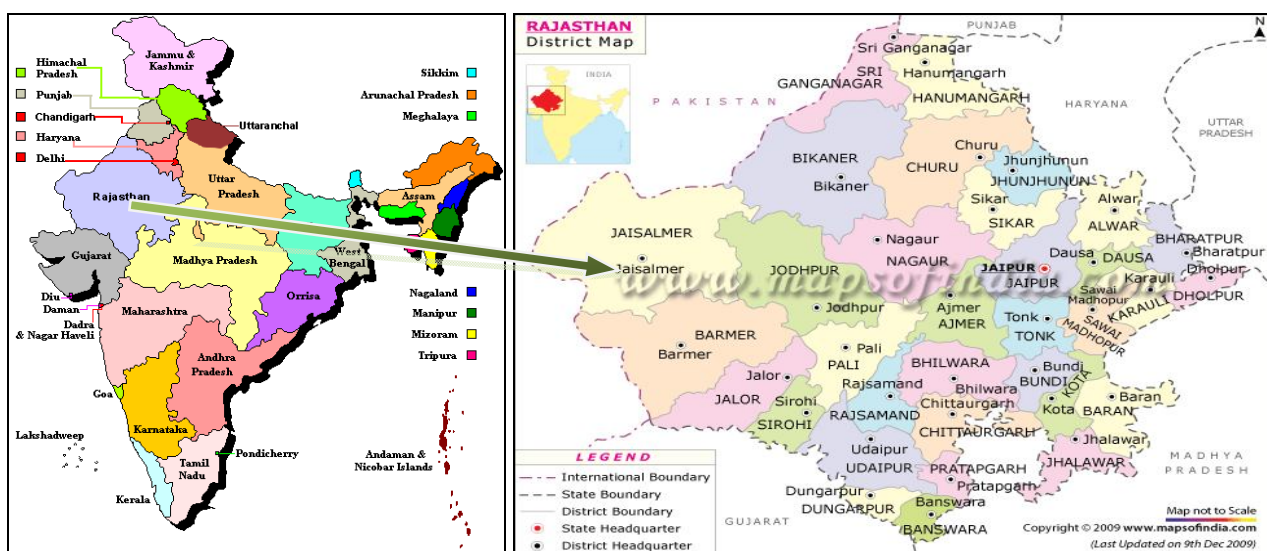 Jammu &
Kashmir
Himachal
Pradesh
Punjab
Chandigarh
Haryana
Delhi
Uttaranchal
Sikkim
Arunachal Pradesh
Meghalaya
Rajasthan
Uttar
Pradesh
Assam
Gujarat
Madhya Pradesh
West
Bengal
Diu
Daman
Dadra
& Nagar Haveli
Maharashtra
Orrisa
Nagaland
Manipur
Mizoram
Tripura
Andhra
Pradesh
Goa
Karnataka
Lakshadweep
Pondicherry
Andaman &
Nicobar Islands
Tamil
Nadu
Kerala
RAJASTHAN
District Map
INDIA
PUNJAB
N
PAKISTAN
HARYANA
UTTAR
PRADESH
Sri Ganganagar
SRI
GANGANAGAR
Hanumangarh
HANUMANGARH
BIKANER
Bikaner
Churu
CHURU
Jhunjhunun
JHUNJHUNUN
Sikar
SIKAR
Alwar
ALWAR
JAISALMER
Jaisalmer
JODHPUR
Jodhpur
Nagaur
NAGAUR
JAIPUR
JAIPUR
Dausa
DAUSA
BHARATPUR
Bharatpur
Dholpur
DHOLPUR
Karauli
KARAULI
Sawai
Madhopur
SAWAI
MADHOPUR
www.mapsofindia.
Ajmer
AJMER
Tonk
TONK
BARMER
Barmer
Pali
PALI
Jalor
JALOR
Sirohi
SIROHI
Rajsamand
RAJSAMAND
BHILWARA
Bhilwara
Bundi
BUNDI
KOTA
Kota
Baran
BARAN
Chittaurgarh
CHITTAURGARH
Jhalawar
JHALAWAR
Udaipur
UDAIPUR
PRATAPGARH
Pratapgarh
Dungarpur
DUNGARPUR
Banswara
BANSWARA
MADHYA
PRADESH
GUJARAT
LEGEND
International Boundary
State Boundary
District Boundary
State Headquarter
District Headquarter
Map not to Scale
Copyright © 2009 www.mapsofindia.com
(Last Updated on 9th Dec 2009)